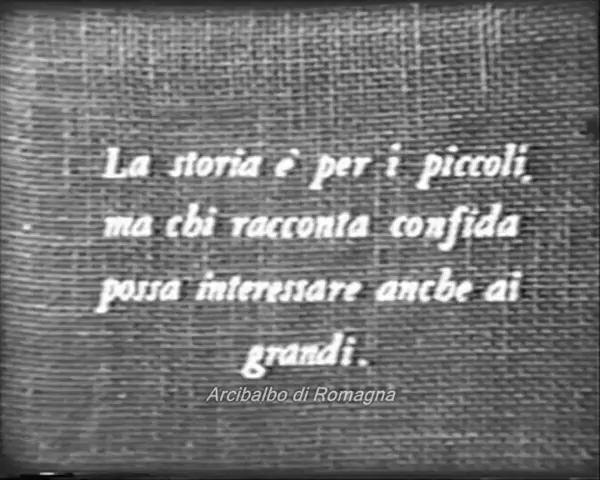 La storia è per i piccoli,
ma chi racconta confida
possa interessare anche ai
grandi.
Arcibalbo di Romagna